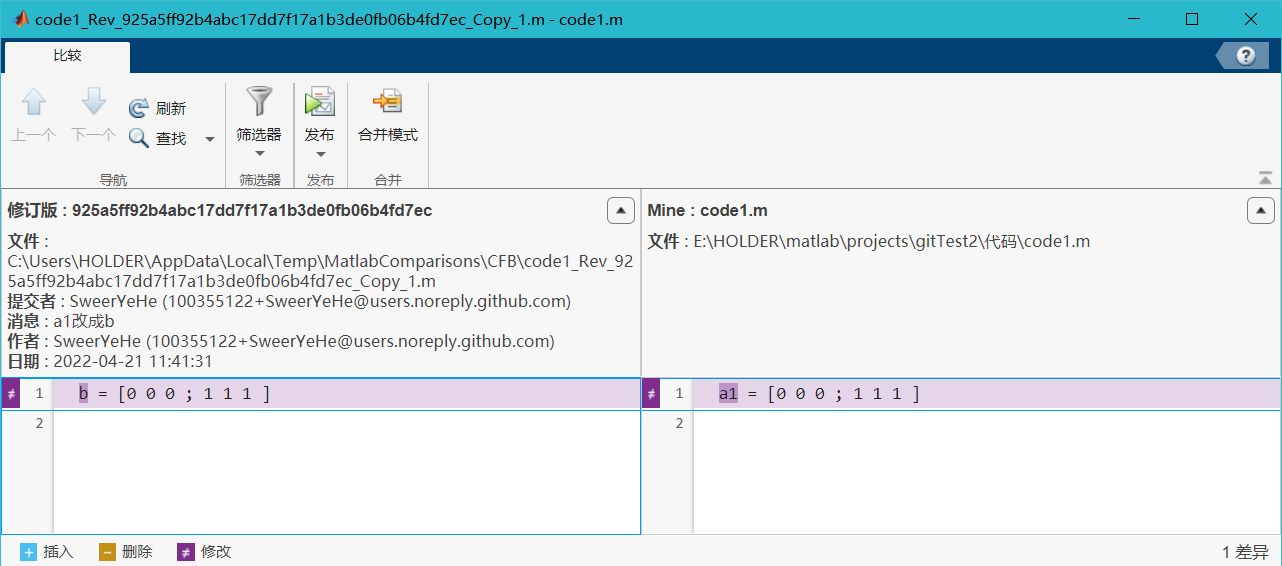 code1_Rev_925a5ff92b4abc17dd7f17a1b3de0fb06b4fd7ec_Copy_1.m - code1.m
比较
上一个
下一个
刷新
查找
筛选器
发布
合并模式
导航
筛选器
发布
合并
修订版 : 925a5ff92b4abc17dd7f17a1b3de0fb06b4fd7ec
文件 :
C:\Users\HOLDER\AppData\Local\Temp\MatlabComparisons\CFB\code1_Rev_92
5a5ff92b4abc17dd7f17a1b3de0fb06b4fd7ec_Copy_1.m
提交者 : SweerYeHe (100355122+SweerYeHe@users.noreply.github.com)
消息 : a1改成b
作者 : SweerYeHe (100355122+SweerYeHe@users.noreply.github.com)
日期 : 2022-04-21 11:41:31
Mine : code1.m
文件 : E:\HOLDER\matlab\projects\gitTest2\代码\code1.m
≠ 1 b = [0 0 0 ; 1 1 1 ]
2
≠ 1 a1 = [0 0 0 ; 1 1 1 ]
2
+ 插入 − 删除 ≠ 修改
1 差异